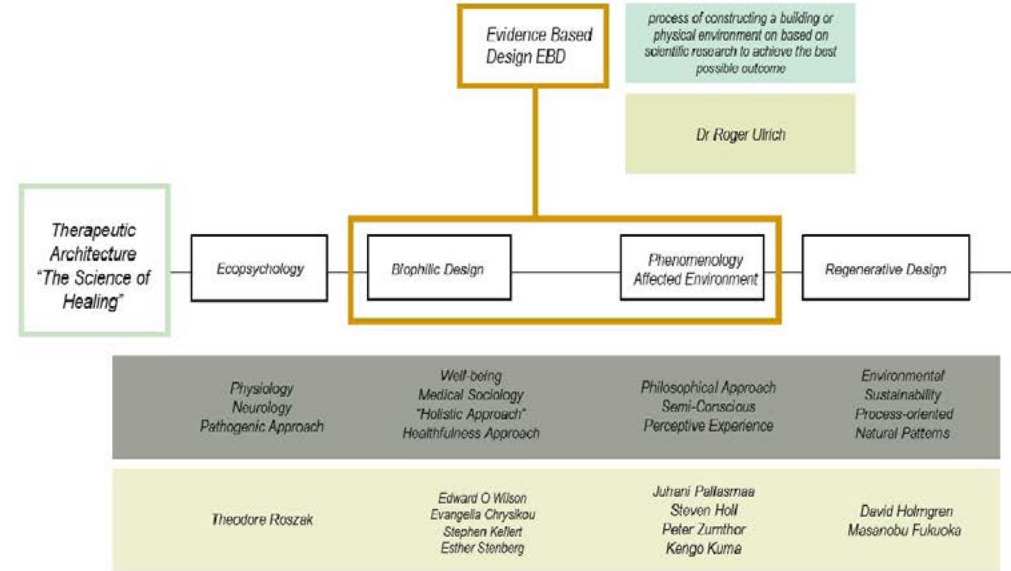 Evidence Based
Design EBD
process of constructing a building or
physical environment on based on
scientific research to achieve the best
possible outcome
Dr Roger Ulrich
Therapeutic
Architecture
“The Science of
Healing”
Ecopsychology
Biophilic Design
Phenomenology
Affected Environment
Regenerative Design
Physiology
Neurology
Pathogenic Approach
Well-being
Medical Sociology
"Holistic Approach"
Healthfulness Approach
Philosophical Approach
Semi-Conscious
Perceptive Experience
Environmental
Sustainability
Process-oriented
Natural Patterns
Theodore Roszak
Edward O Wilson
Evangelia Chrysikou
Stephen Kellert
Esther Stenberg
Juhani Pallasmaa
Steven Holl
Peter Zumthor
Kengo Kuma
David Holmgren
Masanobu Fukuoka